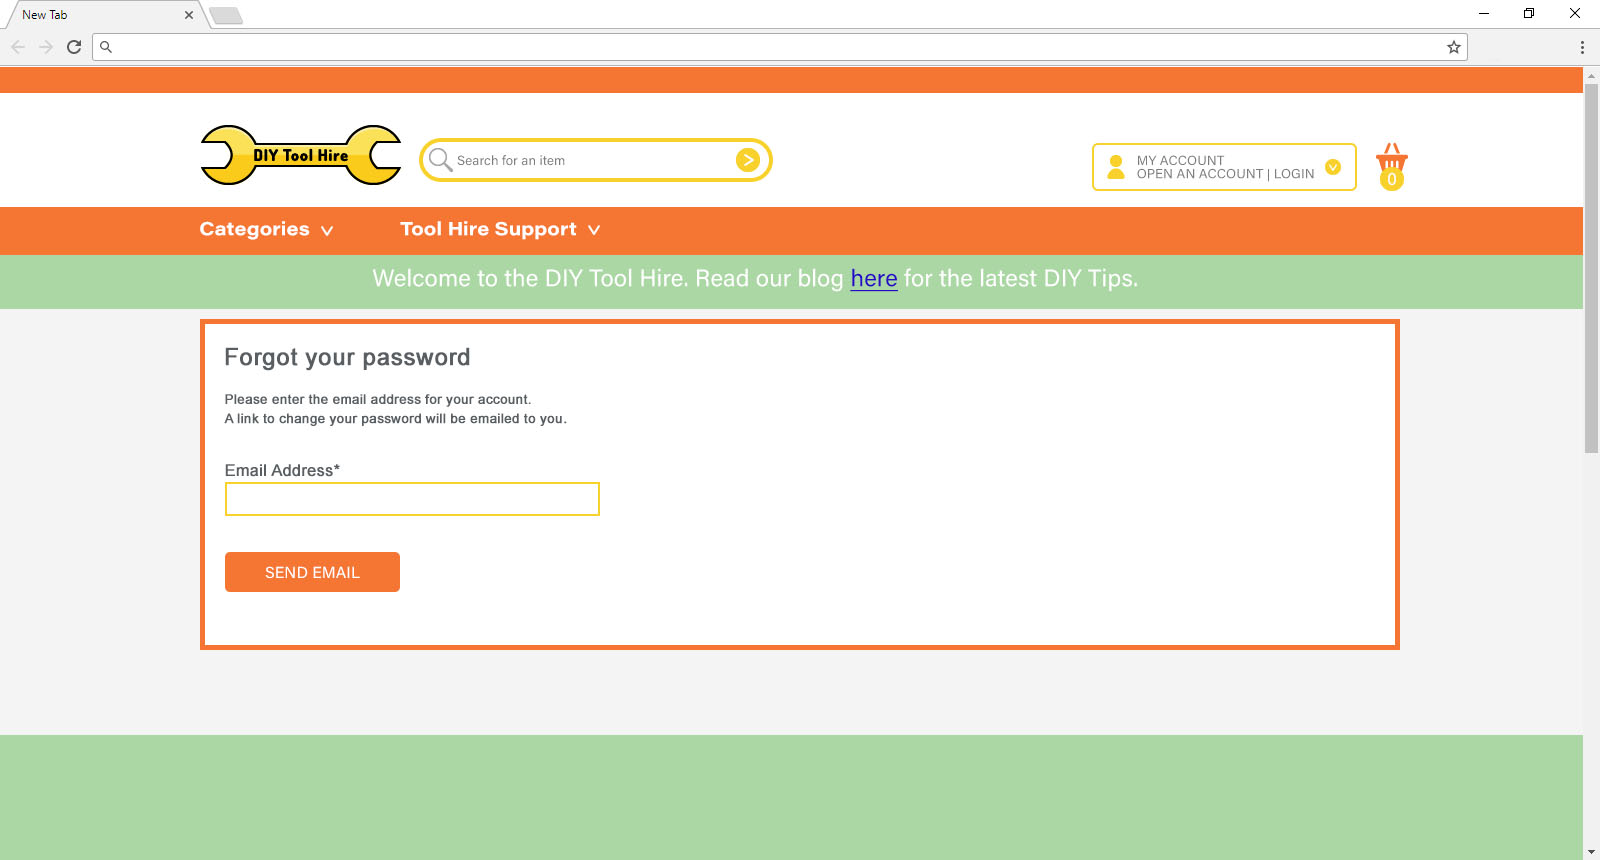 New Tab
DIY Tool Hire
Search for an item
MY ACCOUNT
OPEN AN ACCOUNT | LOGIN
0
Categories
Tool Hire Support
Welcome to the DIY Tool Hire. Read our blog here for the latest DIY Tips.
Forgot your password
Please enter the email address for your account.
A link to change your password will be emailed to you.
Email Address*
SEND EMAIL